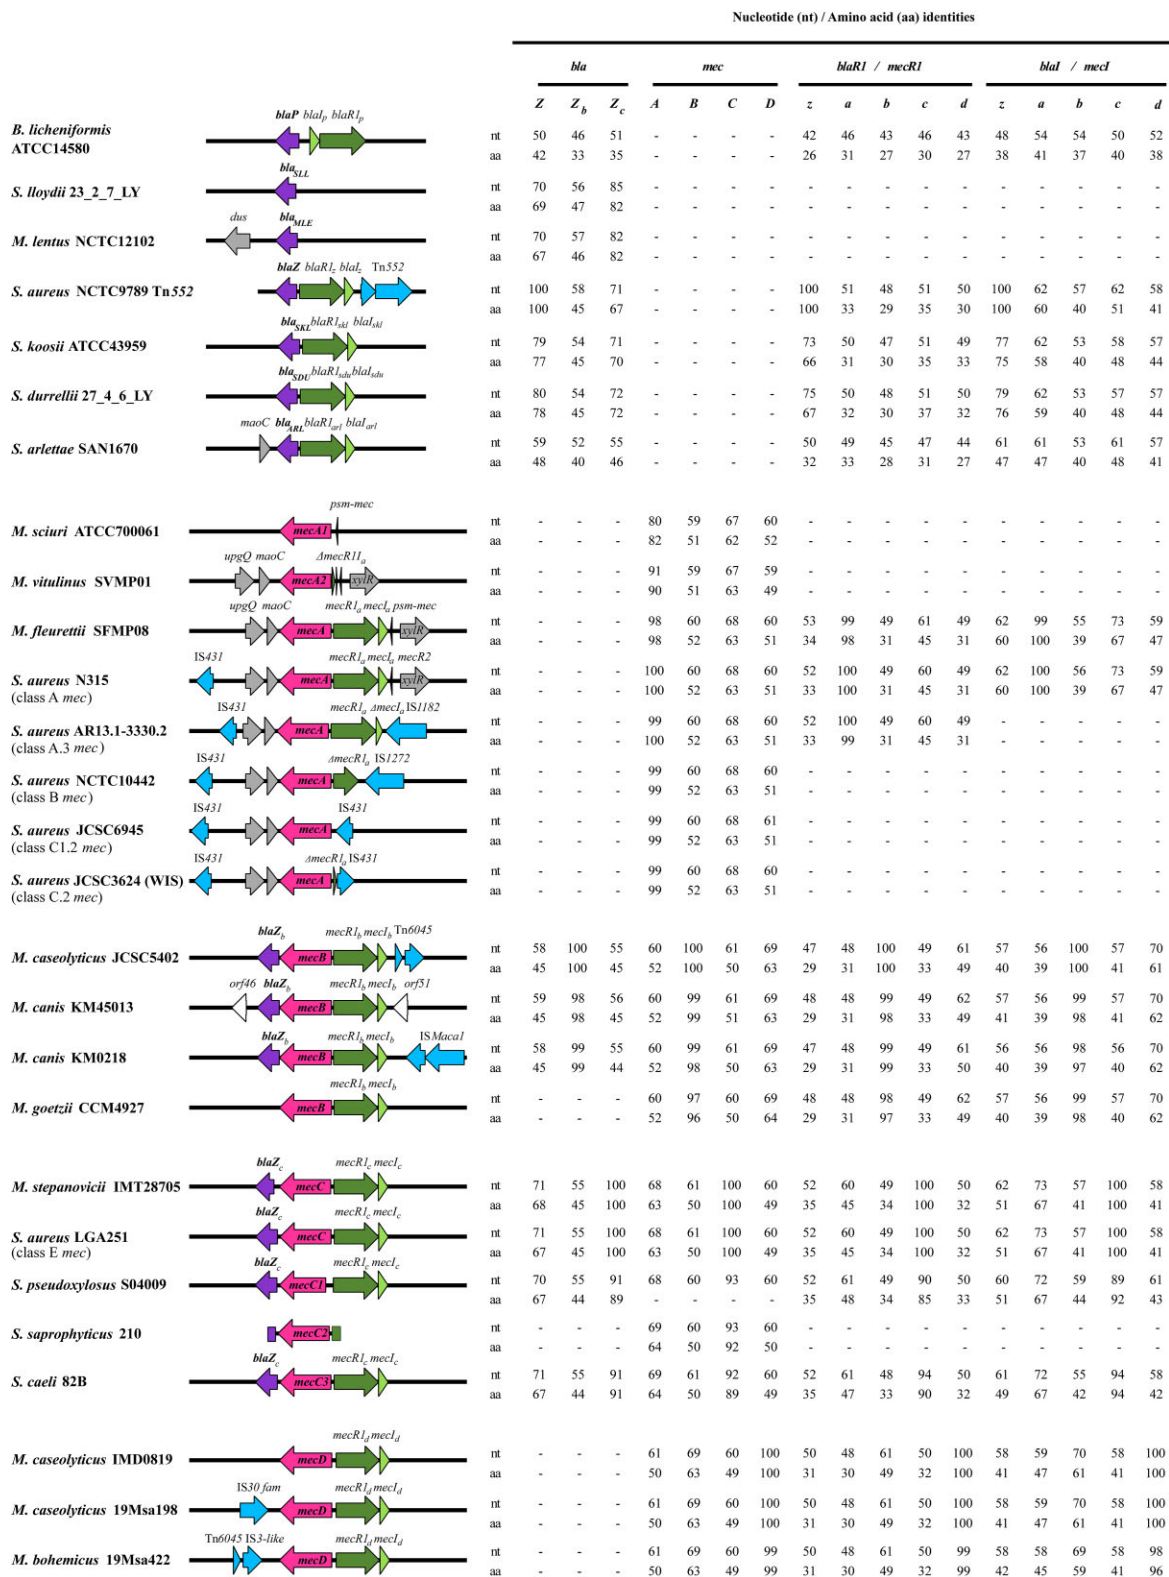 Nucleotide (nt) / Amino acid (aa) identities
bla mec blaR1 / mecR1 blaI / mecI
Z Zb Zc A B C D z a b c d z a b c d
blaP blaIp blaR1p
B. licheniformis nt 50 46 51 - - - - 42 46 43 46 43 48 54 54 50 52
ATCC14580 aa 42 33 35 - - - - 26 31 27 30 27 38 41 37 40 38
blaSLL
S. lloydii 23_2_7_LY nt 70 56 85 - - - - - - - - - - - - - -
aa 69 47 82 - - - - - - - - - - - - - -
dus blaMLE
M. lentus NCTC12102 nt 70 57 82 - - - - - - - - - - - - - -
aa 67 46 82 - - - - - - - - - - - - - -
blaZ blaR1z blaIz Tn552
S. aureus NCTC9789 Tn552 nt 100 58 71 - - - - 100 51 48 51 50 100 62 57 62 58
aa 100 45 67 - - - - 100 33 29 35 30 100 60 40 51 41
blaSKL blaR1skl blaIskl
S. koosii ATCC43959 nt 79 54 71 - - - - 73 50 47 51 49 77 62 53 58 57
aa 77 45 70 - - - - 66 31 30 35 33 75 58 40 48 44
blaSDU blaR1sdu blaIsdu
S. durrellii 27_4_6_LY nt 80 54 72 - - - - 75 50 48 51 50 79 62 53 57 57
aa 78 45 72 - - - - 67 32 30 37 32 76 59 40 48 44
maoC blaARL blaR1arl blaIarl
S. arlettae SAN1670 nt 59 52 55 - - - - 50 49 45 47 44 61 61 53 61 57
aa 48 40 46 - - - - 32 33 28 31 27 47 47 40 48 41
psm-mec
M. sciuri ATCC700061 mecA1 nt - - - 80 59 67 60 - - - - - - - - - -
aa - - - 82 51 62 52 - - - - - - - - - -
upgQ maoC ΔmecR1Ia
M. vitulinus SVMP01 mecA2 xylR nt - - - 91 59 67 59 - - - - - - - - - -
aa - - - 90 51 63 49 - - - - - - - - - -
upgQ maoC mecR1a mecIa psm-mec
M. fleurettii SFMP08 mecA xylR nt - - - 98 60 68 60 53 99 49 61 49 62 99 55 73 59
aa - - - 98 52 63 51 34 98 31 45 31 60 100 39 67 47
IS431 mecR1a mecIa mecR2
S. aureus N315 mecA xylR nt - - - 100 60 68 60 52 100 49 60 49 62 100 56 73 59
(class A mec) aa - - - 100 52 63 51 33 100 31 45 31 60 100 39 67 47
IS431 mecR1a ΔmecIa IS1182
S. aureus AR13.1-3330.2 mecA nt - - - 99 60 68 60 52 100 49 60 49 - - - - -
(class A.3 mec) aa - - - 100 52 63 51 33 99 31 45 31 - - - - -
IS431 ΔmecR1a IS1272
S. aureus NCTC10442 mecA nt - - - 99 60 68 60 - - - - - - - - - -
(class B mec) aa - - - 99 52 63 51 - - - - - - - - - -
IS431 IS431
S. aureus JCSC6945 mecA nt - - - 99 60 68 61 - - - - - - - - - -
(class C1.2 mec) aa - - - 99 52 63 51 - - - - - - - - - -
IS431 ΔmecR1a IS431
S. aureus JCSC3624 (WIS) mecA nt - - - 99 60 68 60 - - - - - - - - - -
(class C.2 mec) aa - - - 99 52 63 51 - - - - - - - - - -
blaZb mecR1b mecIb Tn6045
M. caseolyticus JCSC5402 mecB nt 58 100 55 60 100 61 69 47 48 100 49 61 57 56 100 57 70
aa 45 100 45 52 100 50 63 29 31 100 33 49 40 39 100 41 61
orf46 blaZb mecR1b mecIb orf51
M. canis KM45013 mecB nt 59 98 56 60 99 61 69 48 48 99 49 62 57 56 99 57 70
aa 45 98 45 52 99 51 63 29 31 98 33 49 41 39 98 41 62
blaZb mecR1b mecIb ISMaca1
M. canis KM0218 mecB nt 58 99 55 60 99 61 69 47 48 99 49 61 56 56 98 56 70
aa 45 99 44 52 98 50 63 29 31 99 33 50 40 39 97 40 62
mecR1b mecIb
M. goetzii CCM4927 mecB nt - - - 60 97 60 69 48 48 98 49 62 57 56 99 57 70
aa - - - 52 96 50 64 29 31 97 33 49 40 39 98 40 62
blaZc mecR1c mecIc
M. stepanovicii IMT28705 mecC nt 71 55 100 68 61 100 60 52 60 49 100 50 62 73 57 100 58
aa 68 45 100 63 50 100 49 35 45 34 100 32 51 67 41 100 41
blaZc mecR1c mecIc
S. aureus LGA251 mecC nt 71 55 100 68 61 100 60 52 60 49 100 50 62 73 57 100 58
(class E mec) aa 67 45 100 63 50 100 49 35 45 34 100 32 51 67 41 100 41
blaZc mecR1c mecIc
S. pseudoxylosus S04009 mecC1 nt 70 55 91 68 60 93 60 52 61 49 90 50 60 72 59 89 61
aa 67 44 89 - - - - 35 48 34 85 33 51 67 44 92 43
S. saprophyticus 210 mecC2 nt - - - 69 60 93 60 - - - - - - - - - -
aa - - - 64 50 92 50 - - - - - - - - - -
blaZc mecR1c mecIc
S. caeli 82B mecC3 nt 71 55 91 69 61 92 60 52 61 48 94 50 61 72 55 94 58
aa 67 44 91 64 50 89 49 35 47 33 90 32 49 67 42 94 42
mecR1d mecId
M. caseolyticus IMD0819 mecD nt - - - 61 69 60 100 50 48 61 50 100 58 59 70 58 100
aa - - - 50 63 49 100 31 30 49 32 100 41 47 61 41 100
IS30 fam mecR1d mecId
M. caseolyticus 19Msa198 mecD nt - - - 61 69 60 100 50 48 61 50 100 58 59 70 58 100
aa - - - 50 63 49 100 31 30 49 32 100 41 47 61 41 100
Tn6045 IS3-like mecR1d mecId
M. bohemicus 19Msa422 mecD nt - - - 61 69 60 99 50 48 61 50 99 58 58 69 58 98
aa - - - 50 63 49 99 31 30 49 32 99 42 45 59 41 96